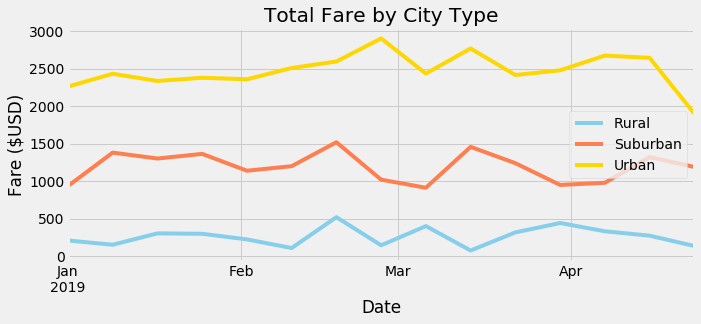 Total Fare by City Type
Fare ($USD)
3000
2500
2000
1500
1000
500
0
Rural
Suburban
Urban
Jan
2019
Feb
Mar
Apr
Date